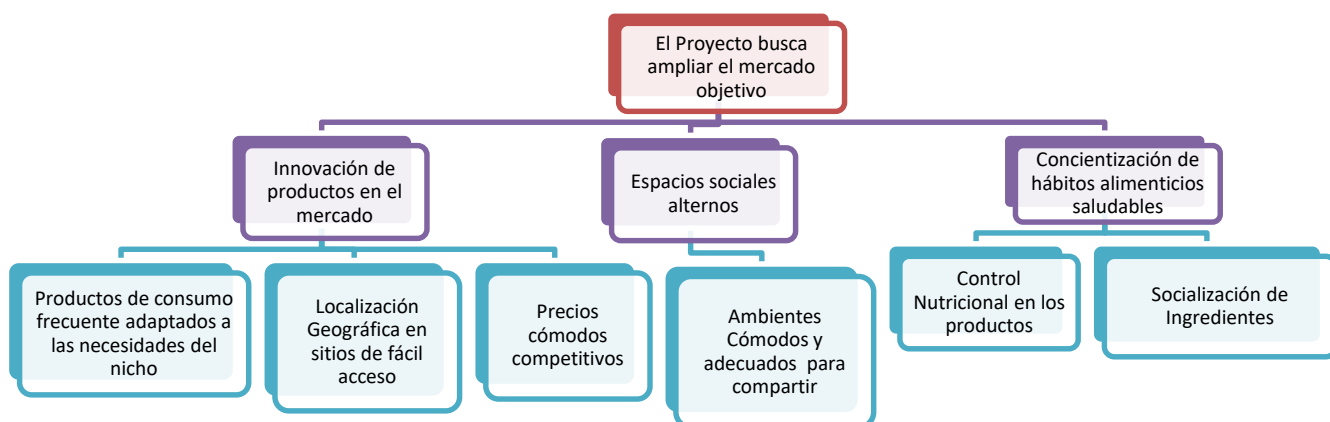 El Proyecto busca
ampliar el mercado
objetivo
Innovación de
productos en el
mercado
Espacios sociales
alternos
Concientización de
hábitos alimenticios
saludables
Productos de consumo
frecuente adaptados a
las necesidades del
nicho
Localización
Geográfica en
sitios de fácil
acceso
Precios
cómodos
competitivos
Ambientes
Cómodos y
adecuados para
compartir
Control
Nutricional en los
productos
Socialización de
Ingredientes